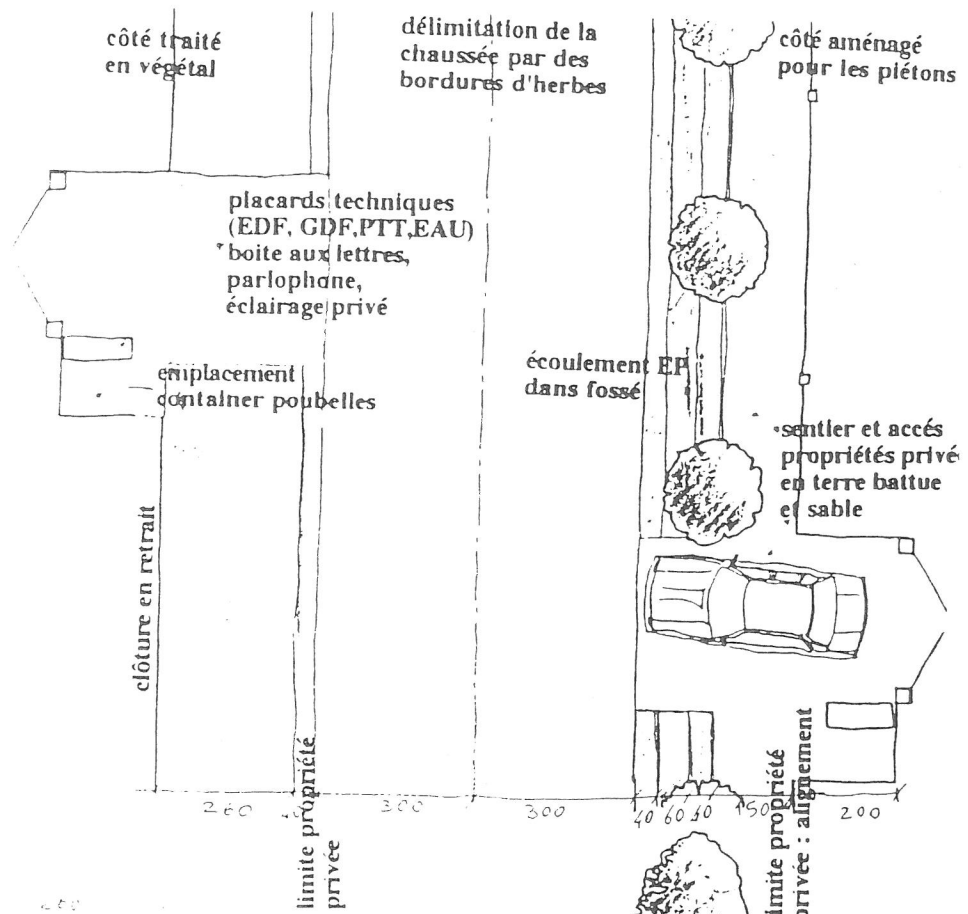 côté traité
en végétal
délimitation de la
chaussée par des
bordures d'herbes
côté aménagé
pour les piétons
placards techniques
(EDF, GDF,PTT,EAU)
boite aux lettres,
parlophone,
éclairage privé
emplacement
container poubelles
écoulement EP
dans fossé
sentier et accés
propriétés privé
en terre battue
et sable
clôture en retrait
260
40
300
300
40
60
40
150
200
limite propriété
privée
limite propriété
privée : alignement